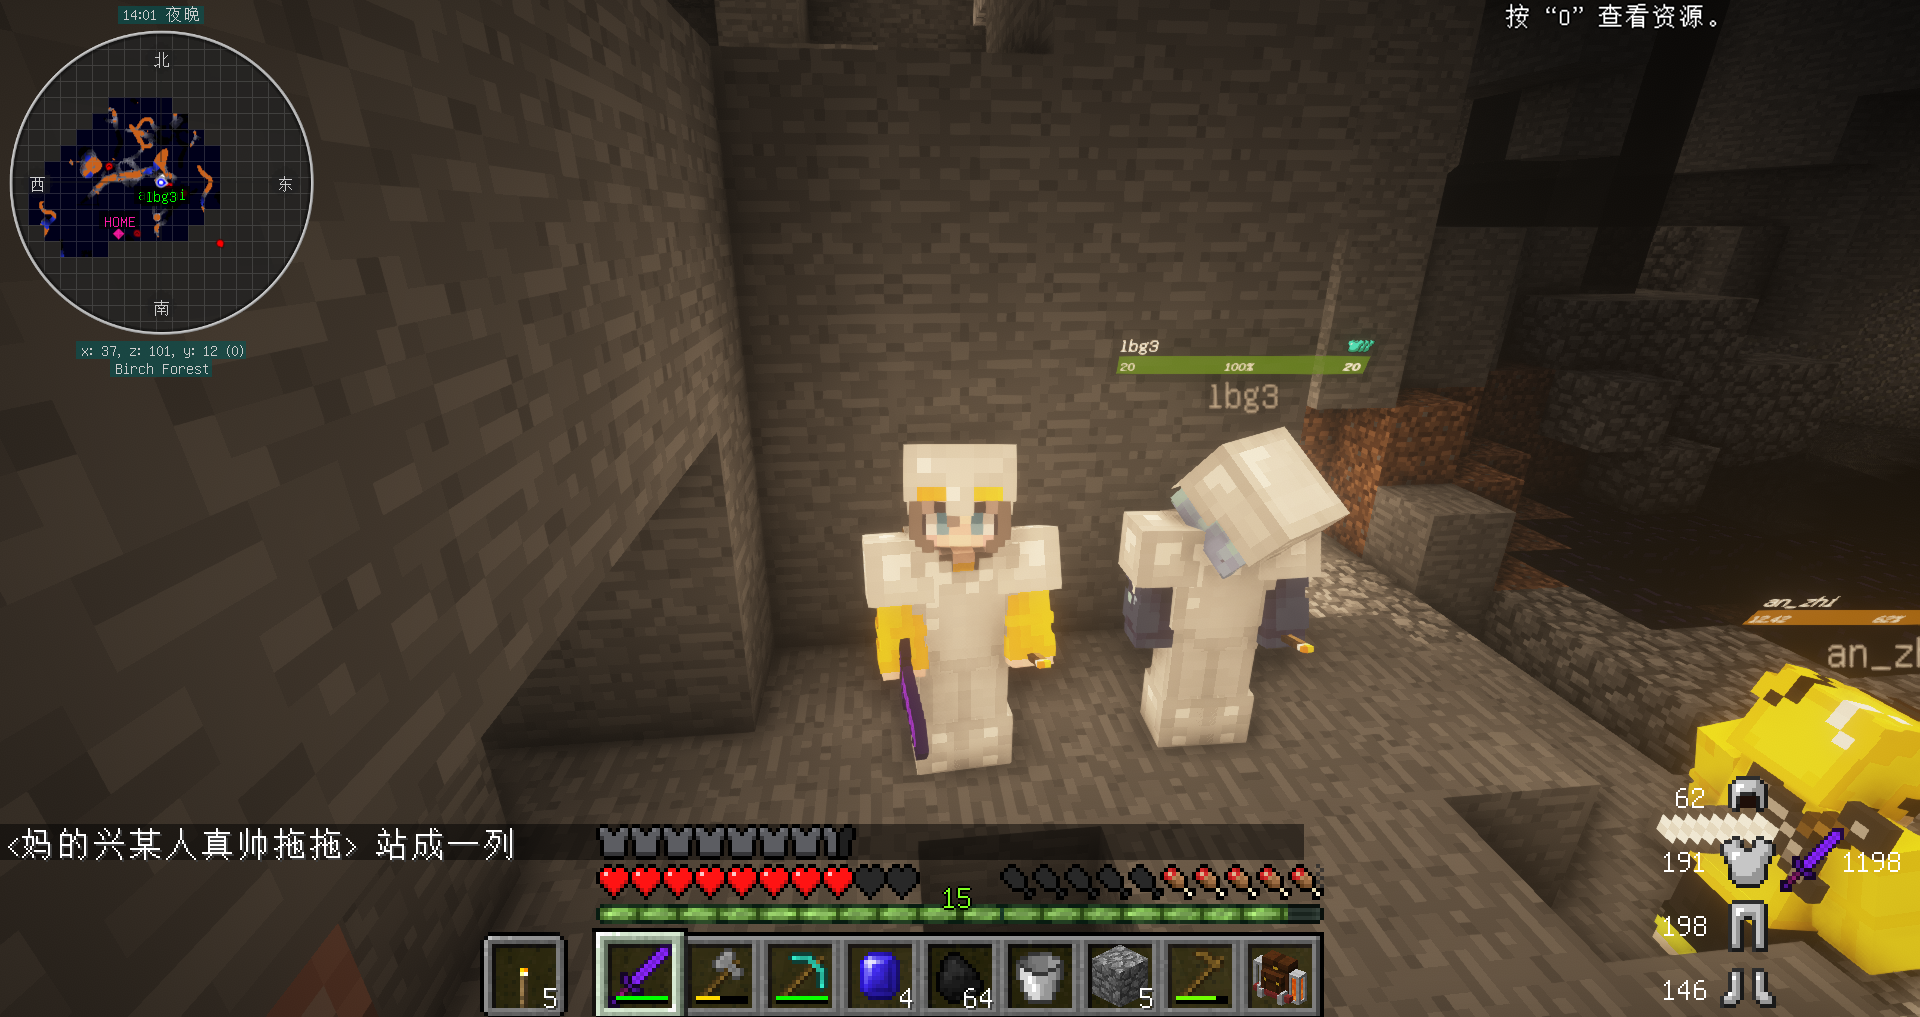 14:01 夜晚
按 “O” 查看资源。
北
西
东
lbg3
HOME
南
x: 37, z: 101, y: 12 (0)
Birch Forest
lbg3
20 100% 20
lbg3
an_zhi
62%
an_zh
<妈的兴某人真帅拖拖> 站成一列
15
62
191
1198
198
146
5
4
64
5